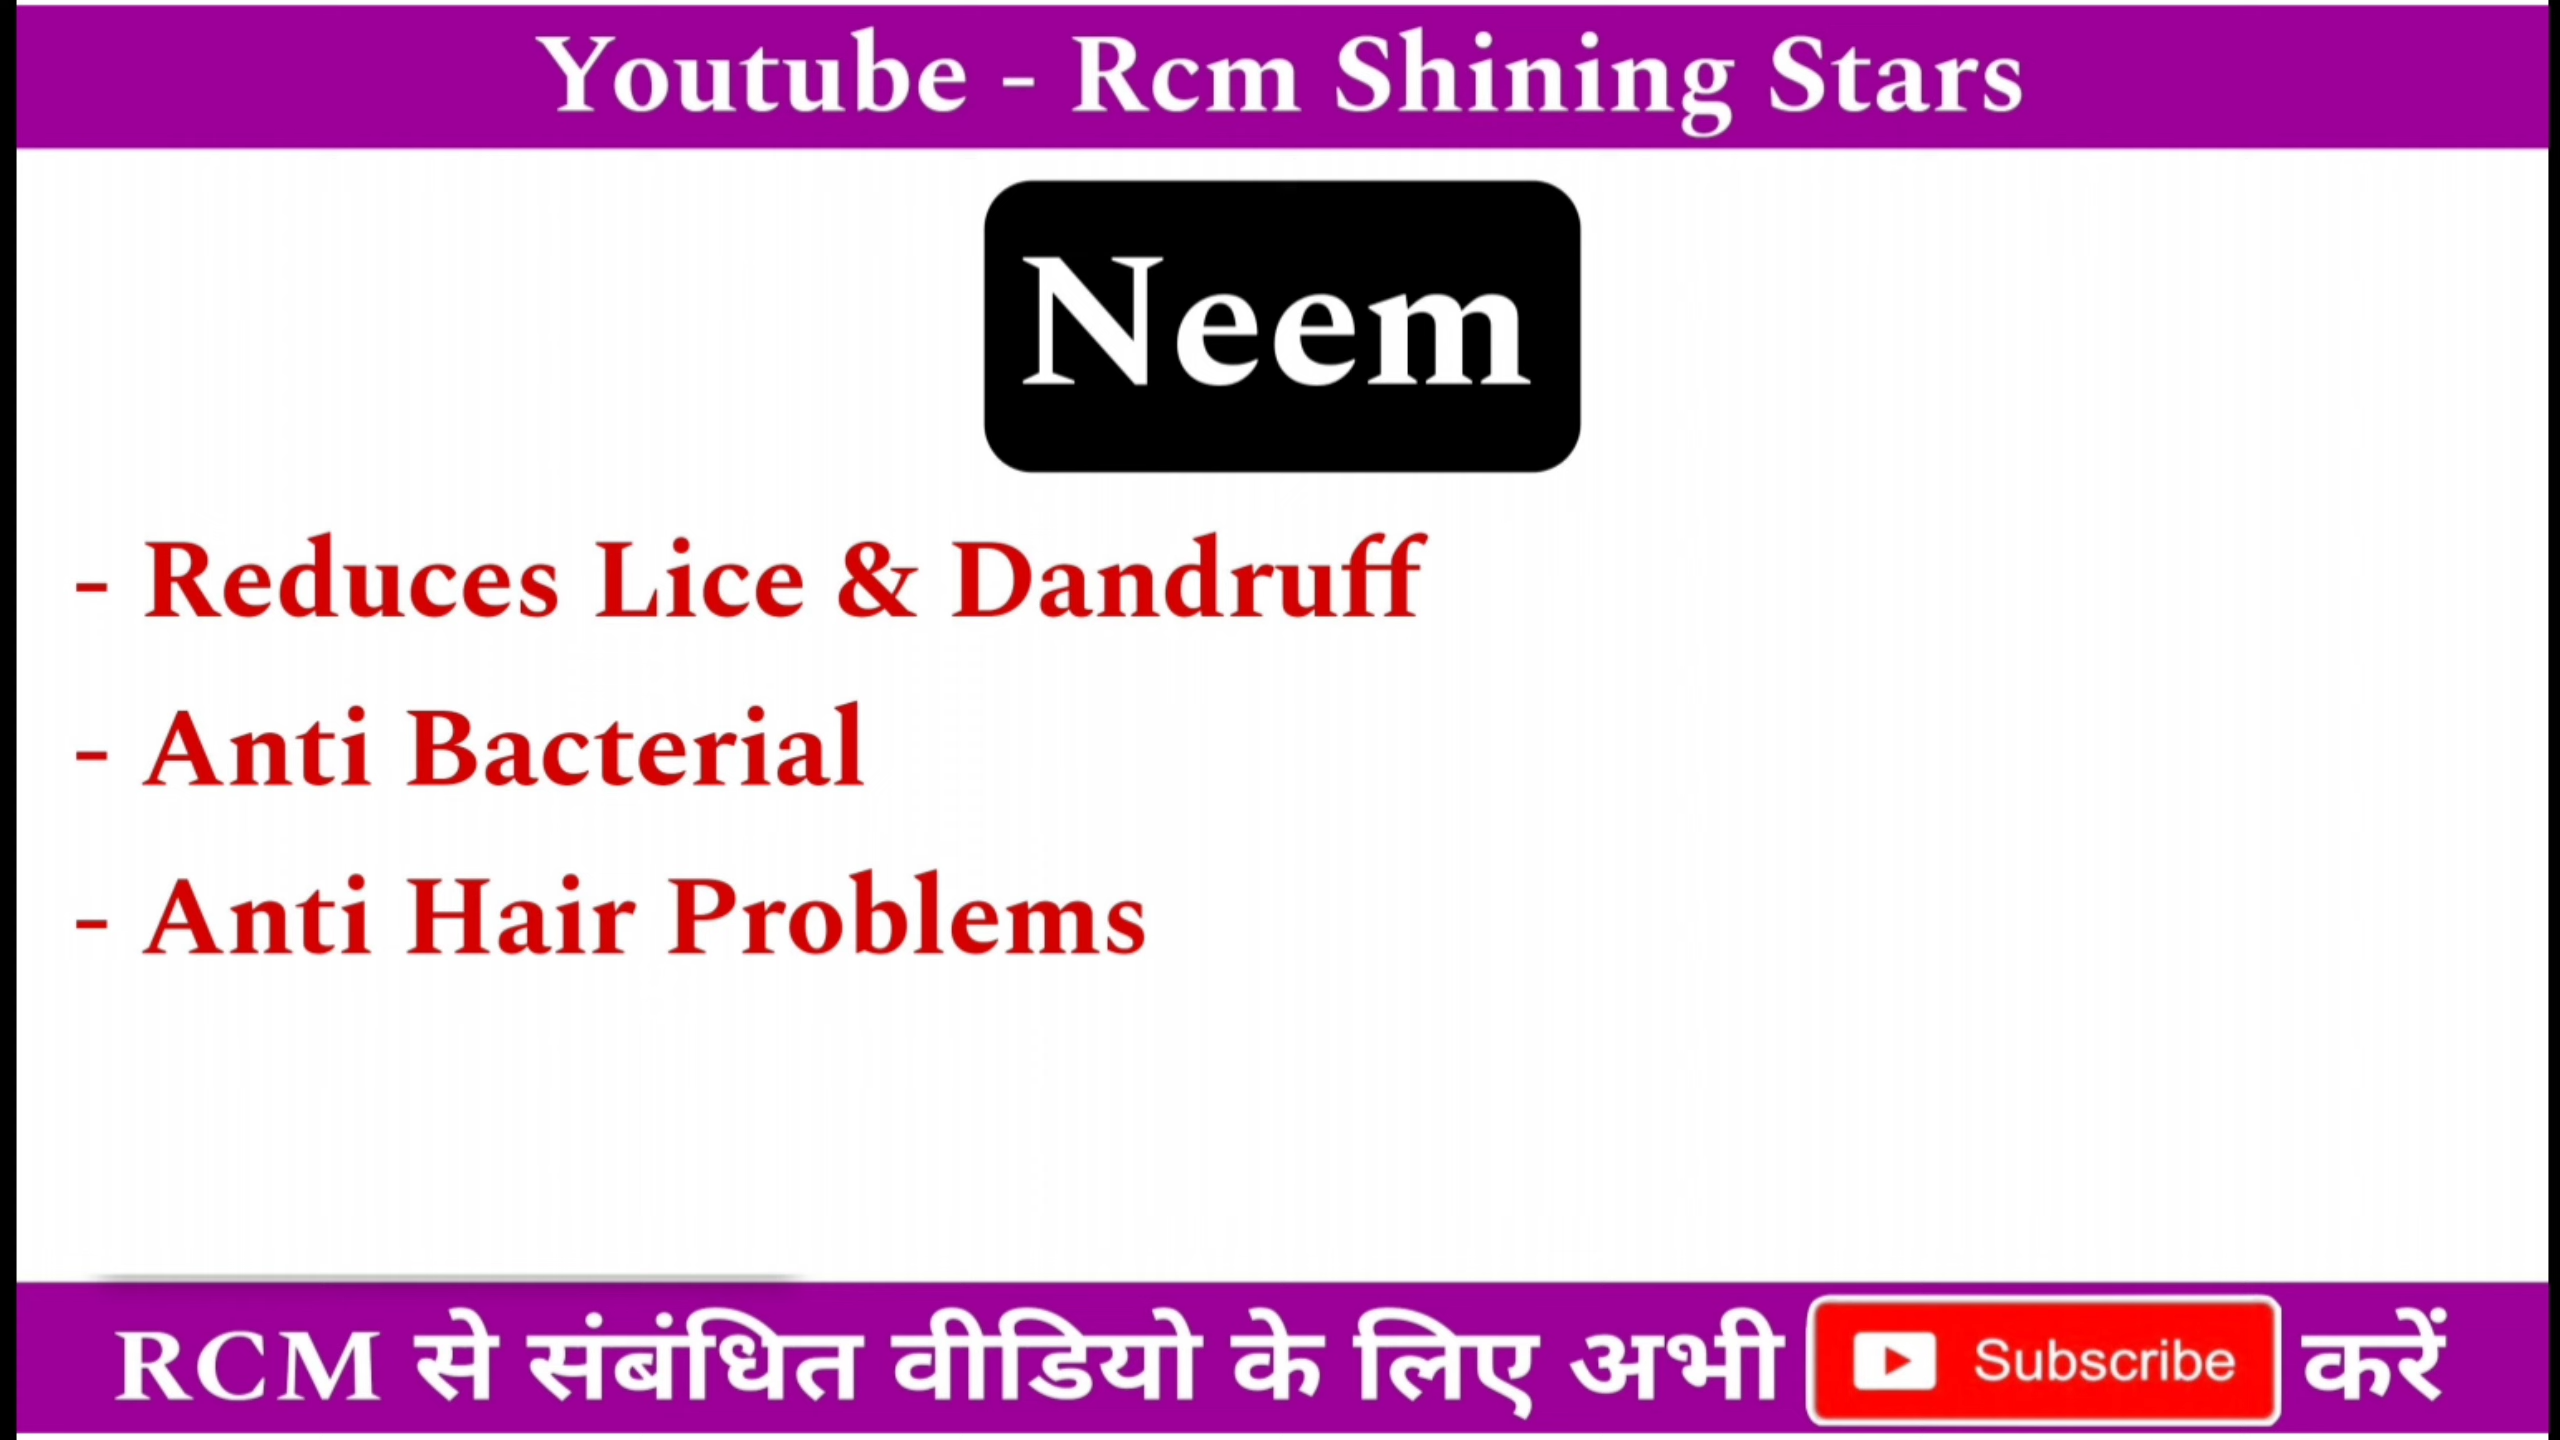 Youtube - Rcm Shining Stars
Neem
- Reduces Lice & Dandruff
- Anti Bacterial
- Anti Hair Problems
RCM से संबंधित वीडियो के लिए अभी Subscribe करें